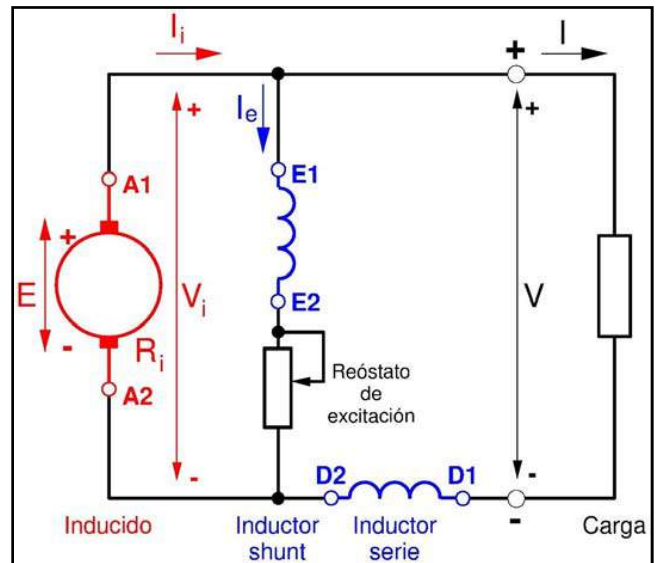 Ii
+
I
+
Ie
+
E1
A1
+
E
Vi
E2
V
-
Ri
A2
Reóstato
de
excitación
-
D2
D1
-
-
Inducido
Inductor
shunt
Inductor
serie
Carga